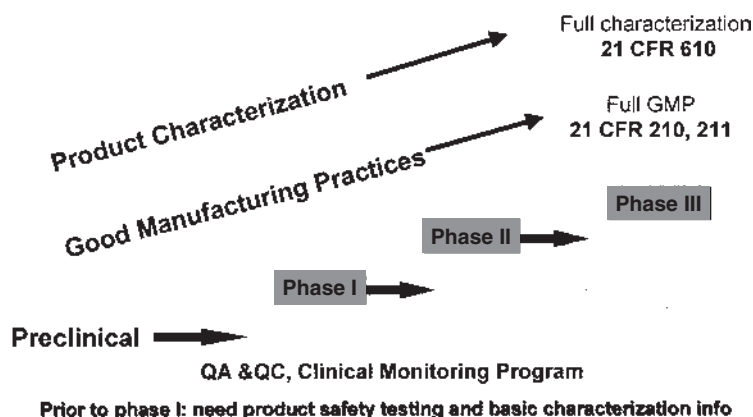 Full characterization
21 CFR 610
Product Characterization
Full GMP
21 CFR 210, 211
Good Manufacturing Practices
Phase III
Phase II
Phase I
Preclinical
QA &QC, Clinical Monitoring Program
Prior to phase I: need product safety testing and basic characterization info